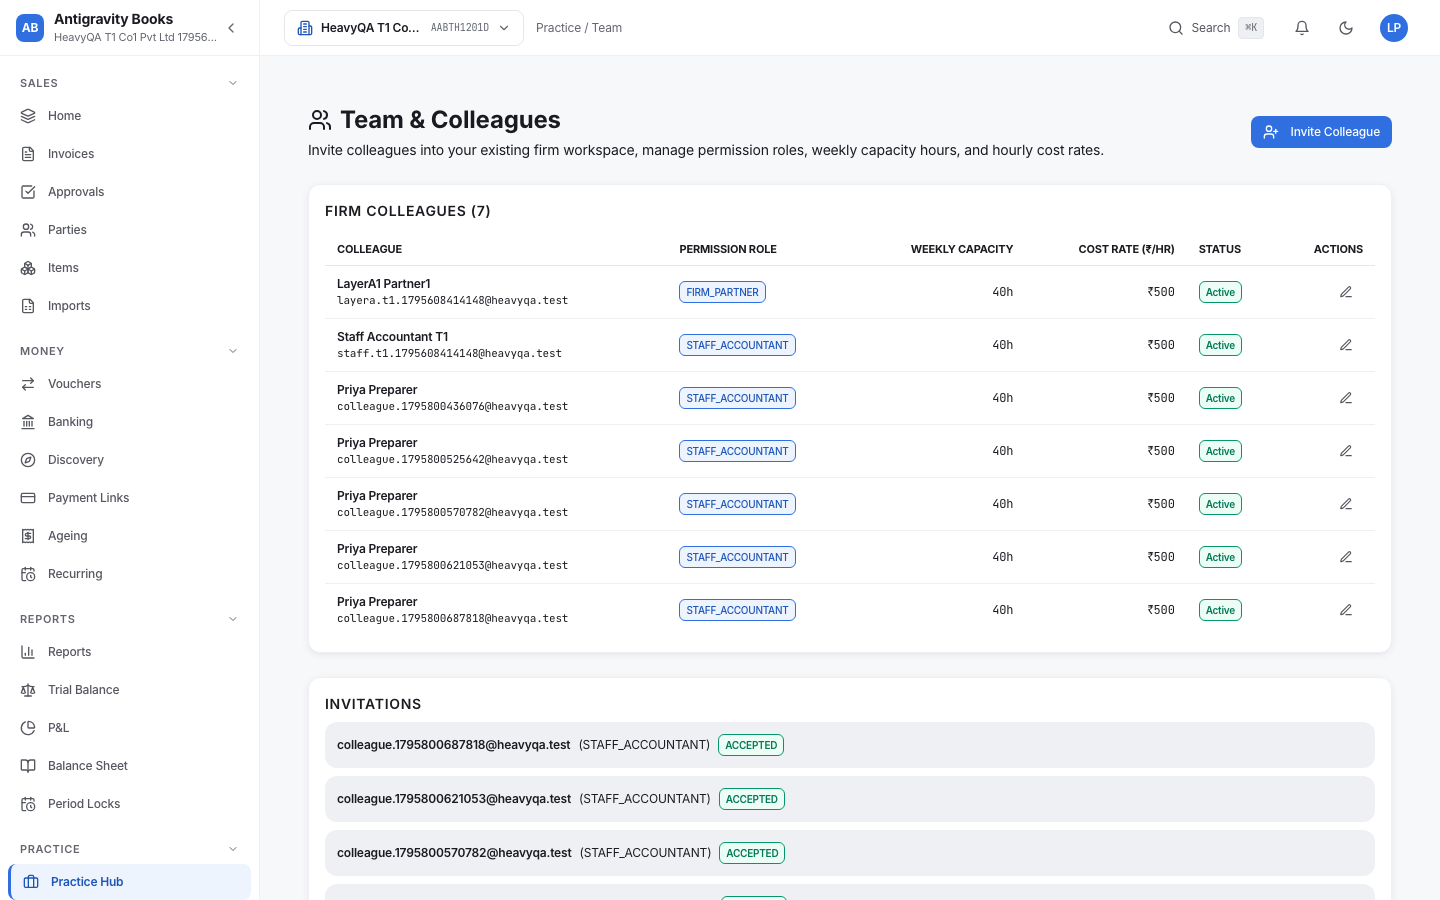 AB
Antigravity Books
HeavyQA T1 Co1 Pvt Ltd 17956...
HeavyQA T1 Co... AABTH1201D
Practice / Team
Search ⌘K
LP
SALES
Home
Invoices
Approvals
Parties
Items
Imports
MONEY
Vouchers
Banking
Discovery
Payment Links
Ageing
Recurring
REPORTS
Reports
Trial Balance
P&L
Balance Sheet
Period Locks
PRACTICE
Practice Hub
Team & Colleagues
Invite colleagues into your existing firm workspace, manage permission roles, weekly capacity hours, and hourly cost rates.
Invite Colleague
FIRM COLLEAGUES (7)
COLLEAGUE PERMISSION ROLE WEEKLY CAPACITY COST RATE (₹/HR) STATUS ACTIONS
LayerA1 Partner1
layera.t1.1795608414148@heavyqa.test
FIRM_PARTNER 40h ₹500 Active
Staff Accountant T1
staff.t1.1795608414148@heavyqa.test
STAFF_ACCOUNTANT 40h ₹500 Active
Priya Preparer
colleague.1795800436076@heavyqa.test
STAFF_ACCOUNTANT 40h ₹500 Active
Priya Preparer
colleague.1795800525642@heavyqa.test
STAFF_ACCOUNTANT 40h ₹500 Active
Priya Preparer
colleague.1795800570782@heavyqa.test
STAFF_ACCOUNTANT 40h ₹500 Active
Priya Preparer
colleague.1795800621053@heavyqa.test
STAFF_ACCOUNTANT 40h ₹500 Active
Priya Preparer
colleague.1795800687818@heavyqa.test
STAFF_ACCOUNTANT 40h ₹500 Active
INVITATIONS
colleague.1795800687818@heavyqa.test (STAFF_ACCOUNTANT) ACCEPTED
colleague.1795800621053@heavyqa.test (STAFF_ACCOUNTANT) ACCEPTED
colleague.1795800570782@heavyqa.test (STAFF_ACCOUNTANT) ACCEPTED